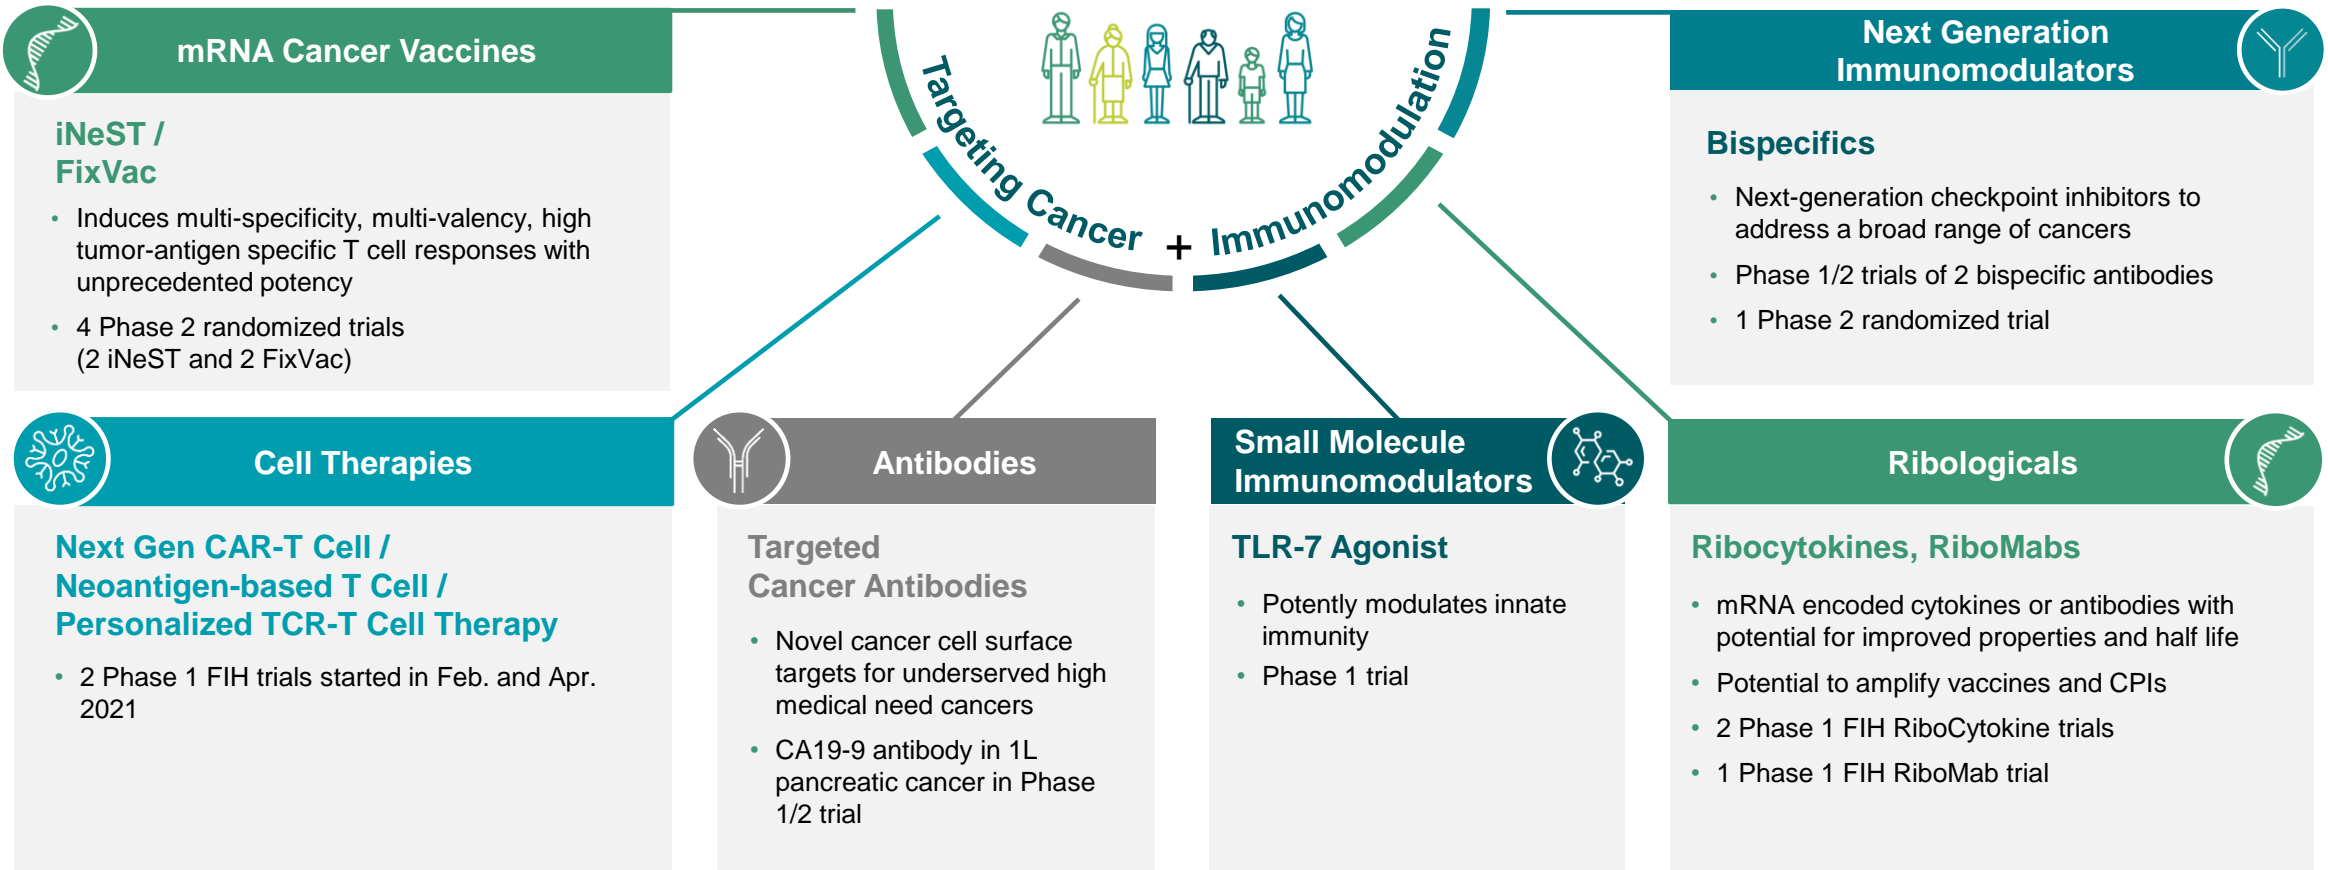 mRNA Cancer Vaccines
iNeST /
FixVac
• Induces multi-specificity, multi-valency, high
tumor-antigen specific T cell responses with
unprecedented potency
• 4 Phase 2 randomized trials
(2 iNeST and 2 FixVac)
Targeting Cancer + Immunomodulation
Next Generation
Immunomodulators
Bispecifics
• Next-generation checkpoint inhibitors to
address a broad range of cancers
• Phase 1/2 trials of 2 bispecific antibodies
• 1 Phase 2 randomized trial
Cell Therapies
Next Gen CAR-T Cell /
Neoantigen-based T Cell /
Personalized TCR-T Cell Therapy
• 2 Phase 1 FIH trials started in Feb. and Apr.
2021
Antibodies
Targeted
Cancer Antibodies
• Novel cancer cell surface
targets for underserved high
medical need cancers
• CA19-9 antibody in 1L
pancreatic cancer in Phase
1/2 trial
Small Molecule
Immunomodulators
TLR-7 Agonist
• Potently modulates innate
immunity
• Phase 1 trial
Ribologicals
Ribocytokines, RiboMabs
• mRNA encoded cytokines or antibodies with
potential for improved properties and half life
• Potential to amplify vaccines and CPIs
• 2 Phase 1 FIH RiboCytokine trials
• 1 Phase 1 FIH RiboMab trial